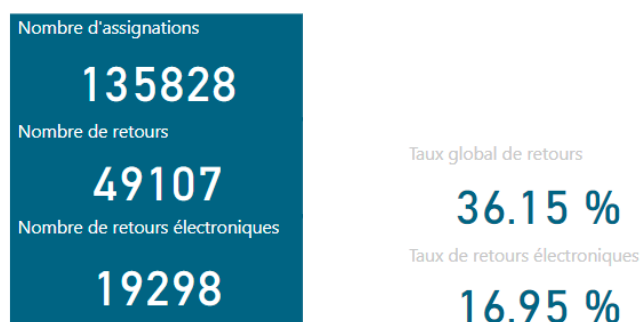 Nombre d'assignations
135828
Nombre de retours
49107
Nombre de retours électroniques
19298
Taux global de retours
36.15 %
Taux de retours électroniques
16.95 %